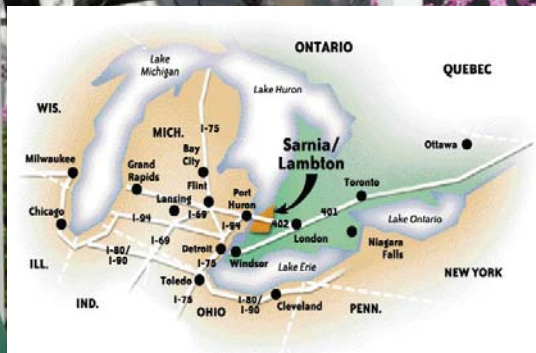 ONTARIO
QUEBEC
Lake
Michigan
Lake Huron
WIS.
MICH.
I-75
Bay
City
Sarnia/
Lambton
Ottawa
Milwaukee
Grand
Rapids
Flint
Port
Huron
Toronto
Lansing
I-69
I-94
402
401
London
Lake Ontario
Chicago
I-94
I-69
Detroit
I-75
Windsor
Niagara
Falls
I-80/
I-90
Lake Erie
ILL.
Toledo
NEW YORK
IND.
I-75
OHIO
I-80/
I-90
Cleveland
PENN.